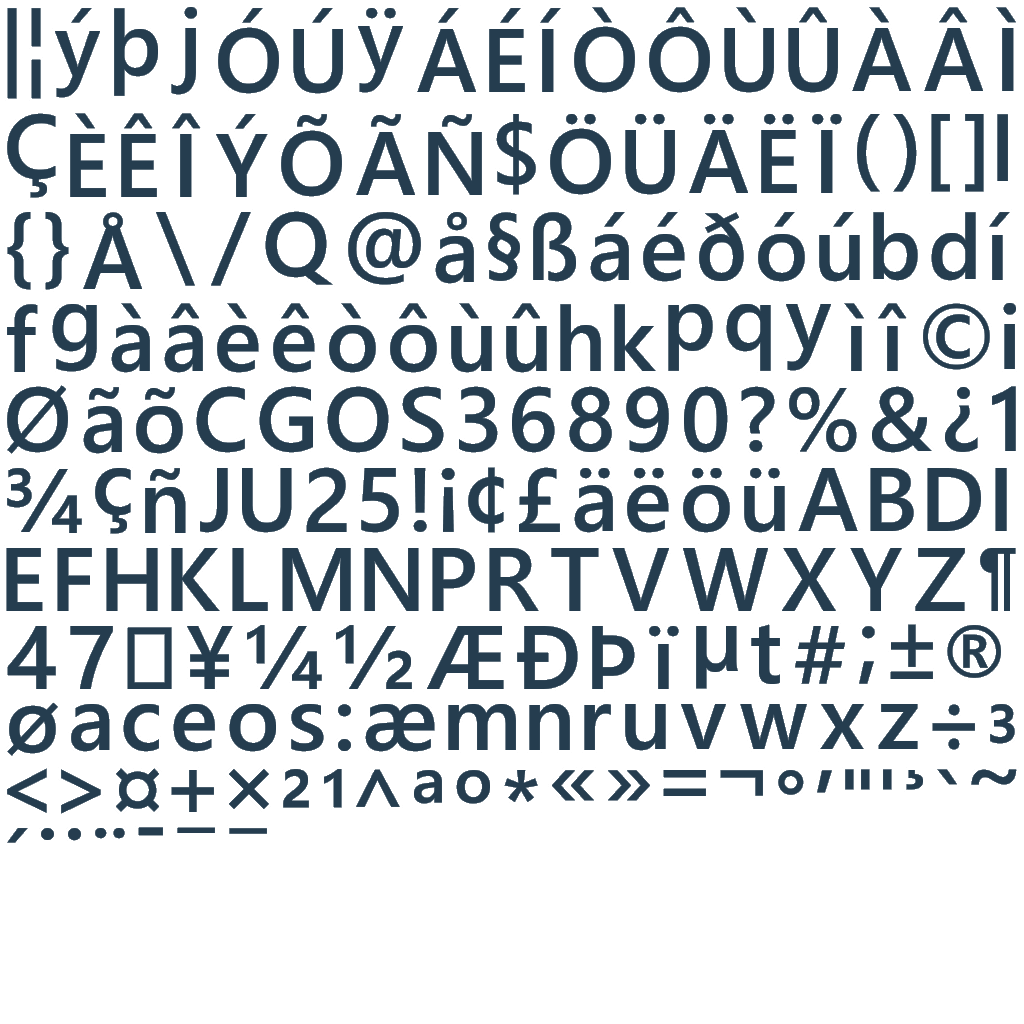 |¦ýþjÓÚÿÁÉÍÒÔÙÛÀÂÌ
ÇÈÊÎÝÕÃÑ$ÖÜÄËÏ()[]l
{}Å\/Q@å§ßáéðóúbdí
fgàâèêòôùûhkpqyìî©i
ØãõCGOS36890?%&¿1
¾çñJU25!¡¢£äëöüABDI
EFHKLMNPRTVWXYZ¶
47□¥¼½ÆÐÞïµt#;±®
øaceos:æmnruvwxz÷³
<>¤+×²¹^ªº*«»=¬°,"'¸`~
´·.¨-¯_